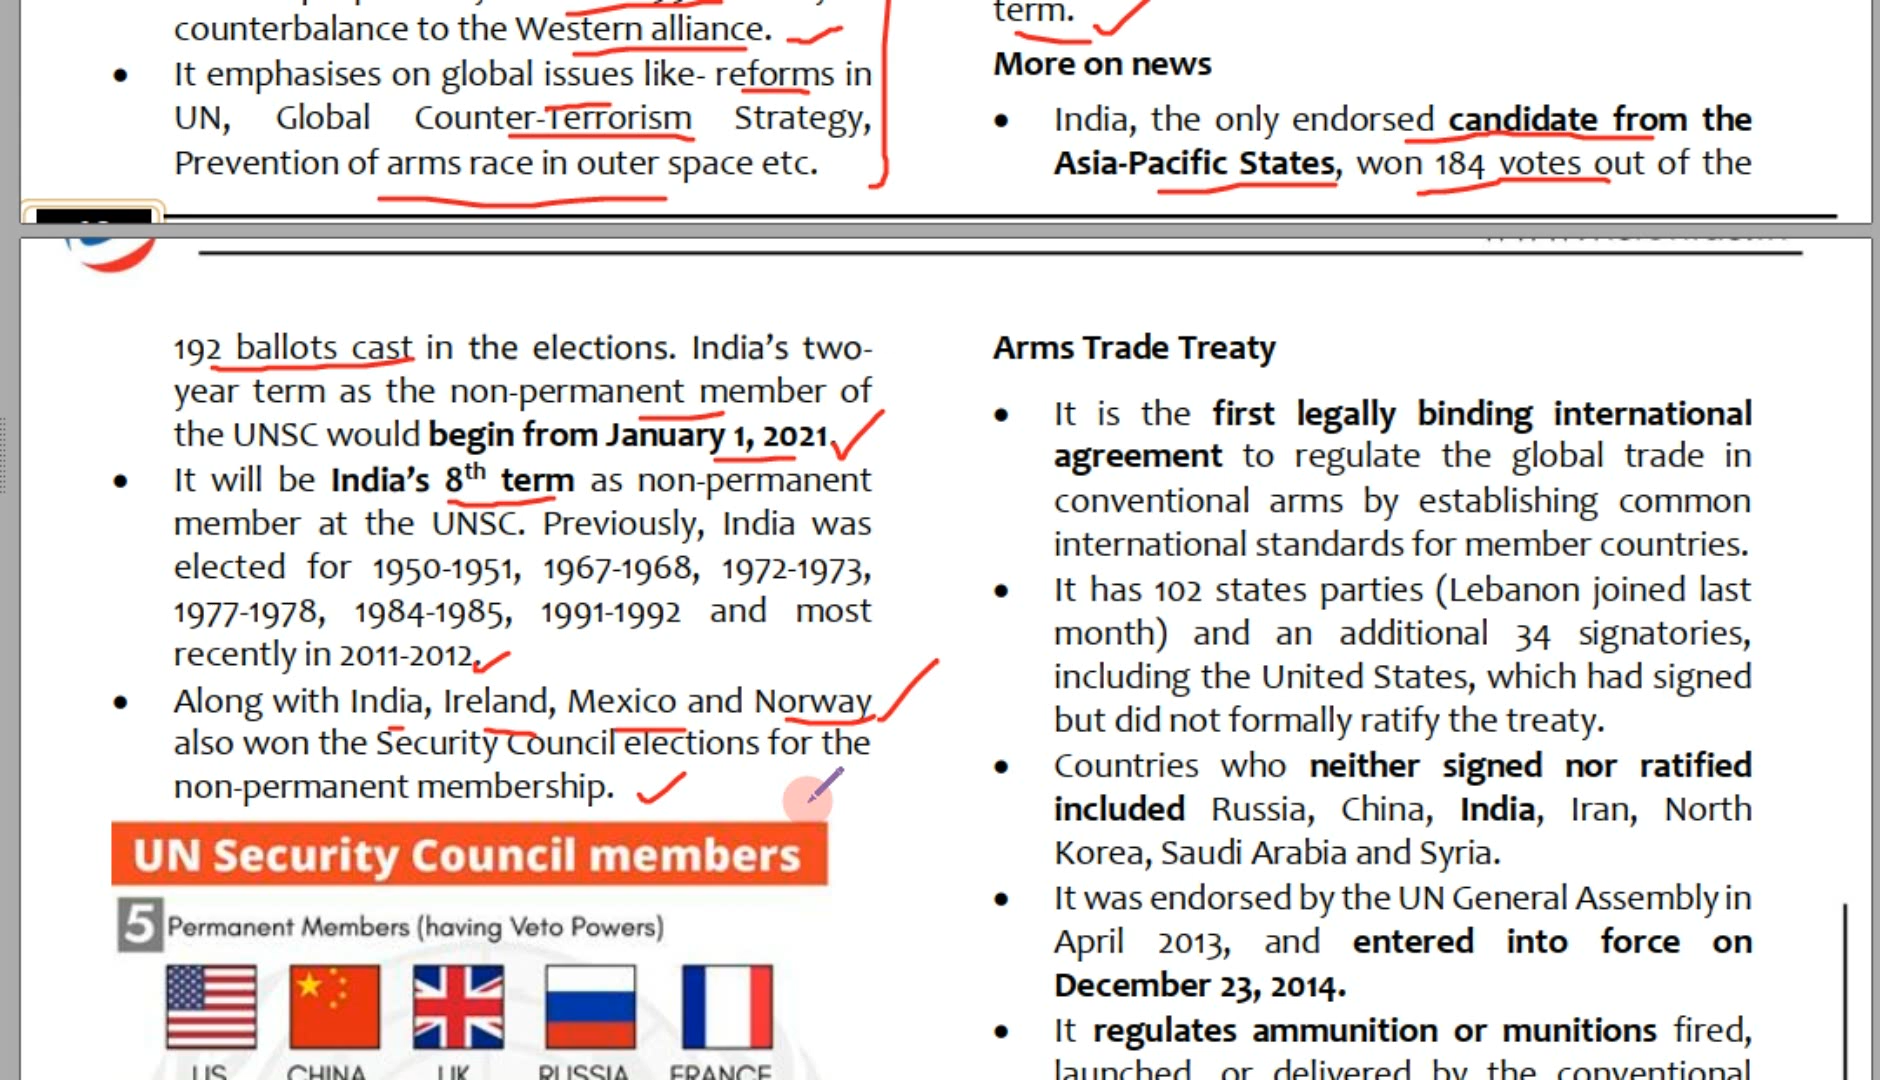 counterbalance to the Western alliance.
• It emphasises on global issues like- reforms in
UN, Global Counter-Terrorism Strategy,
Prevention of arms race in outer space etc.
term.
More on news
• India, the only endorsed candidate from the
Asia-Pacific States, won 184 votes out of the
192 ballots cast in the elections. India's two-
year term as the non-permanent member of
the UNSC would begin from January 1, 2021.
• It will be India's 8th term as non-permanent
member at the UNSC. Previously, India was
elected for 1950-1951, 1967-1968, 1972-1973,
1977-1978, 1984-1985, 1991-1992 and most
recently in 2011-2012.
• Along with India, Ireland, Mexico and Norway
also won the Security Council elections for the
non-permanent membership.
UN Security Council members
5 Permanent Members (having Veto Powers)
US CHINA UK RUSSIA FRANCE
Arms Trade Treaty
• It is the first legally binding international
agreement to regulate the global trade in
conventional arms by establishing common
international standards for member countries.
• It has 102 states parties (Lebanon joined last
month) and an additional 34 signatories,
including the United States, which had signed
but did not formally ratify the treaty.
• Countries who neither signed nor ratified
included Russia, China, India, Iran, North
Korea, Saudi Arabia and Syria.
• It was endorsed by the UN General Assembly in
April 2013, and entered into force on
December 23, 2014.
• It regulates ammunition or munitions fired,
launched or delivered by the conventional